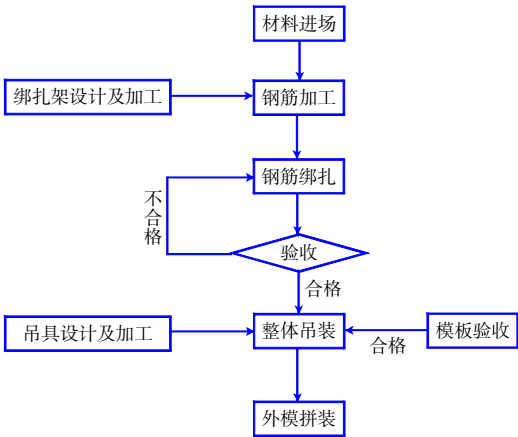 材料进场
绑扎架设计及加工
钢筋加工
钢筋绑扎
不合格
验收
合格
吊具设计及加工
整体吊装
模板验收
合格
外模拼装